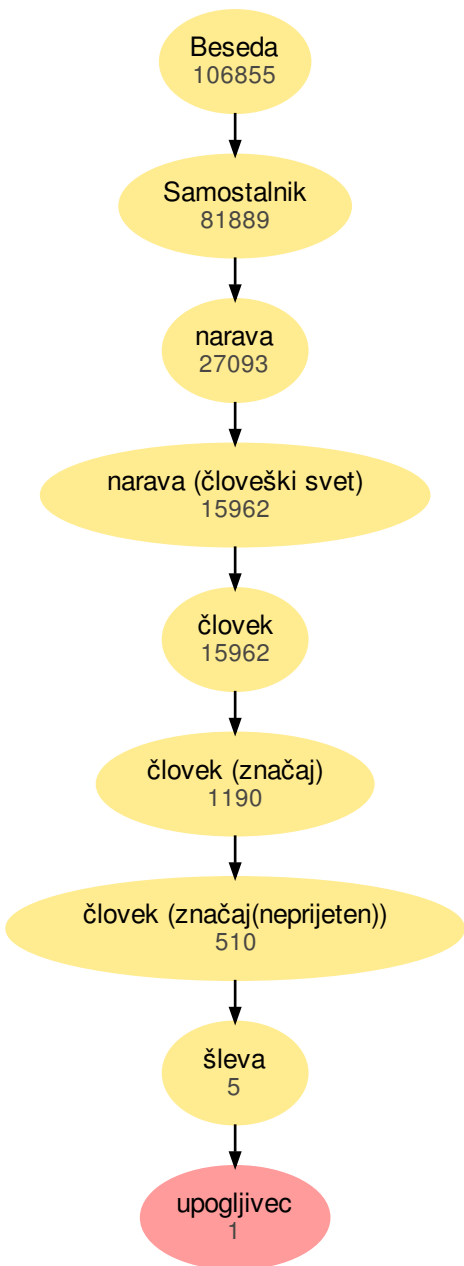 Beseda
106855
Samostalnik
81889
narava
27093
narava (človeški svet)
15962
človek
15962
človek (značaj)
1190
človek (značaj(neprijeten))
510
šleva
5
upogljivec
1